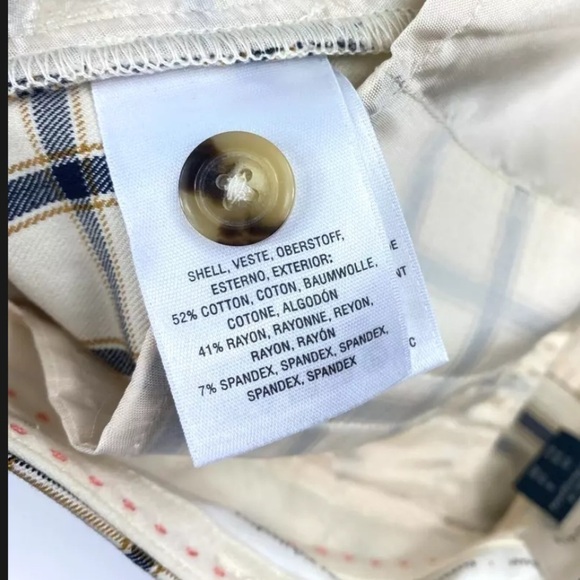 SHELL, VESTE, OBERSTOFF,
ESTERNO, EXTERIOR:
52% COTTON, COTON, BAUMWOLLE,
COTONE, ALGODÓN
41% RAYON, RAYONNE, REYON,
RAYON, RAYÓN
7% SPANDEX, SPANDEX, SPANDEX,
SPANDEX, SPANDEX